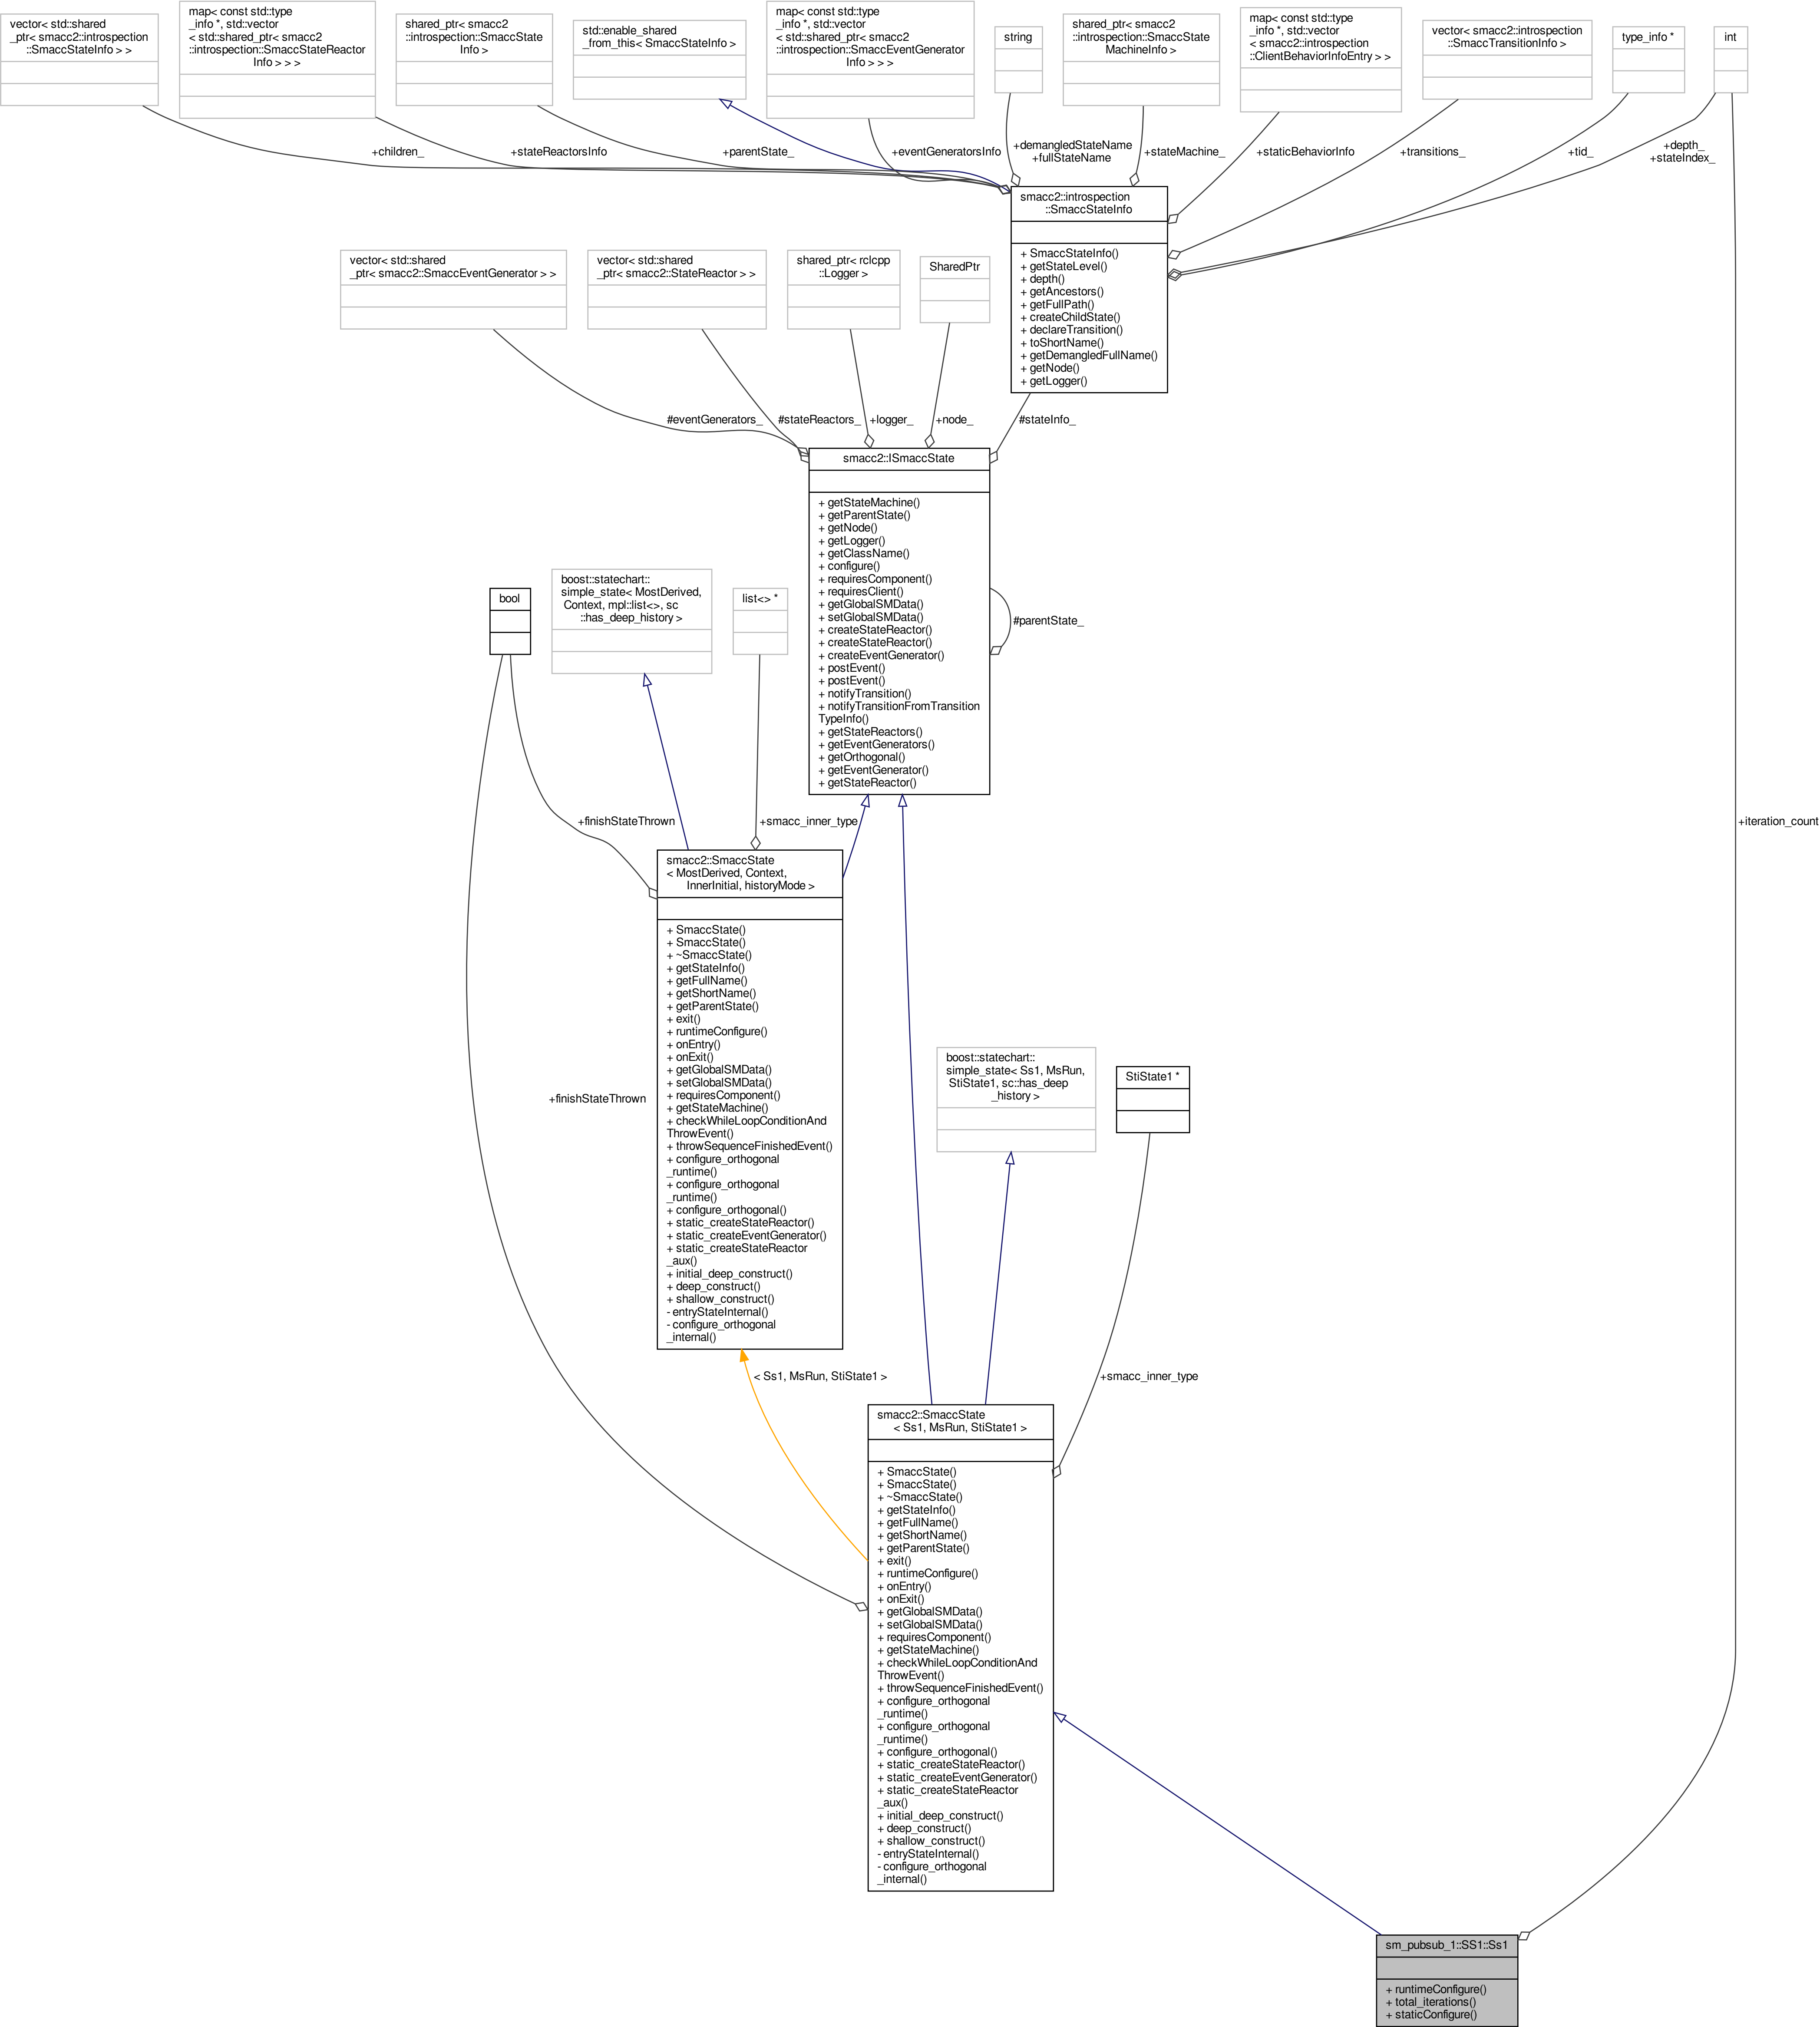 vector< std::shared
_ptr< smacc2::introspection
::SmaccStateInfo > >
map< const std::type
_info *, std::vector
< std::shared_ptr< smacc2
::introspection::SmaccStateReactor
Info > > >
shared_ptr< smacc2
::introspection::SmaccState
Info >
std::enable_shared
_from_this< SmaccStateInfo >
map< const std::type
_info *, std::vector
< std::shared_ptr< smacc2
::introspection::SmaccEventGenerator
Info > > >
string
shared_ptr< smacc2
::introspection::SmaccState
MachineInfo >
map< const std::type
_info *, std::vector
< smacc2::introspection
::ClientBehaviorInfoEntry > >
vector< smacc2::introspection
::SmaccTransitionInfo >
type_info *
int
+children_
+stateReactorsInfo
+parentState_
+eventGeneratorsInfo
+demangledStateName
+fullStateName
+stateMachine_
+staticBehaviorInfo
+transitions_
+tid_
+depth_
+stateIndex_
smacc2::introspection
::SmaccStateInfo
+ SmaccStateInfo()
+ getStateLevel()
+ depth()
+ getAncestors()
+ getFullPath()
+ createChildState()
+ declareTransition()
+ toShortName()
+ getDemangledFullName()
+ getNode()
+ getLogger()
vector< std::shared
_ptr< smacc2::SmaccEventGenerator > >
vector< std::shared
_ptr< smacc2::StateReactor > >
shared_ptr< rclcpp
::Logger >
SharedPtr
#eventGenerators_
#stateReactors_
+logger_
+node_
#stateInfo_
smacc2::ISmaccState
+ getStateMachine()
+ getParentState()
+ getNode()
+ getLogger()
+ getClassName()
+ configure()
+ requiresComponent()
+ requiresClient()
+ getGlobalSMData()
+ setGlobalSMData()
+ createStateReactor()
+ createStateReactor()
+ createEventGenerator()
+ postEvent()
+ postEvent()
+ notifyTransition()
+ notifyTransitionFromTransition
TypeInfo()
+ getStateReactors()
+ getEventGenerators()
+ getOrthogonal()
+ getEventGenerator()
+ getStateReactor()
#parentState_
bool
boost::statechart::
simple_state< MostDerived,
Context, mpl::list<>, sc
::has_deep_history >
list<> *
+finishStateThrown
+smacc_inner_type
+iteration_count
smacc2::SmaccState
< MostDerived, Context,
InnerInitial, historyMode >
+ SmaccState()
+ SmaccState()
+ ~SmaccState()
+ getStateInfo()
+ getFullName()
+ getShortName()
+ getParentState()
+ exit()
+ runtimeConfigure()
+ onEntry()
+ onExit()
+ getGlobalSMData()
+ setGlobalSMData()
+ requiresComponent()
+ getStateMachine()
+ checkWhileLoopConditionAnd
ThrowEvent()
+ throwSequenceFinishedEvent()
+ configure_orthogonal
_runtime()
+ configure_orthogonal
_runtime()
+ configure_orthogonal()
+ static_createStateReactor()
+ static_createEventGenerator()
+ static_createStateReactor
_aux()
+ initial_deep_construct()
+ deep_construct()
+ shallow_construct()
- entryStateInternal()
- configure_orthogonal
_internal()
+finishStateThrown
boost::statechart::
simple_state< Ss1, MsRun,
StiState1, sc::has_deep
_history >
StiState1 *
< Ss1, MsRun, StiState1 >
+smacc_inner_type
smacc2::SmaccState
< Ss1, MsRun, StiState1 >
+ SmaccState()
+ SmaccState()
+ ~SmaccState()
+ getStateInfo()
+ getFullName()
+ getShortName()
+ getParentState()
+ exit()
+ runtimeConfigure()
+ onEntry()
+ onExit()
+ getGlobalSMData()
+ setGlobalSMData()
+ requiresComponent()
+ getStateMachine()
+ checkWhileLoopConditionAnd
ThrowEvent()
+ throwSequenceFinishedEvent()
+ configure_orthogonal
_runtime()
+ configure_orthogonal
_runtime()
+ configure_orthogonal()
+ static_createStateReactor()
+ static_createEventGenerator()
+ static_createStateReactor
_aux()
+ initial_deep_construct()
+ deep_construct()
+ shallow_construct()
- entryStateInternal()
- configure_orthogonal
_internal()
sm_pubsub_1::SS1::Ss1
+ runtimeConfigure()
+ total_iterations()
+ staticConfigure()